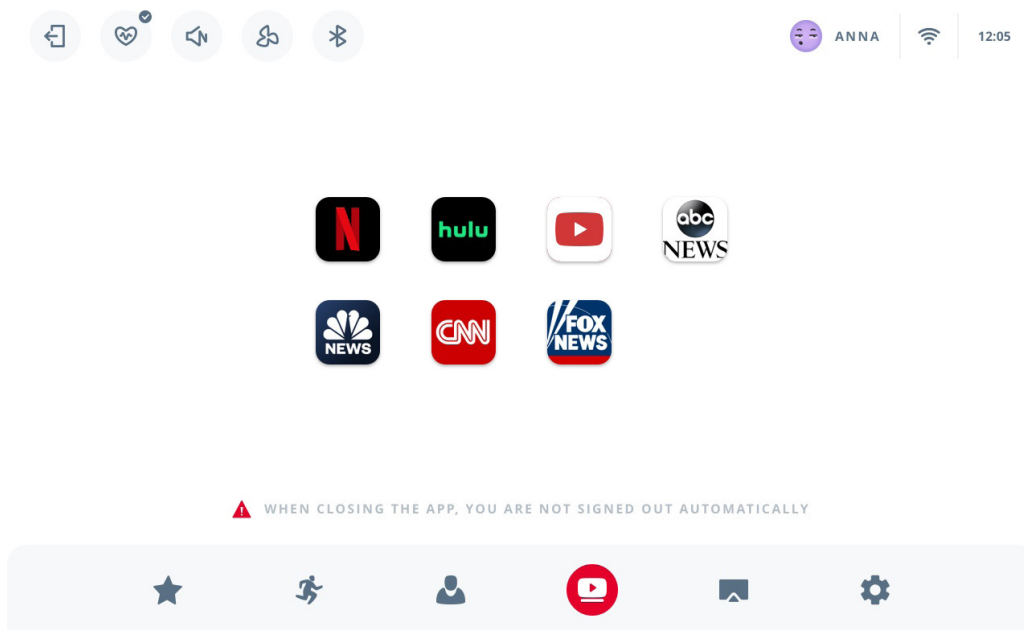 ANNA
12:05
N
hulu
abc
NEWS
NEWS
CNN
FOX
NEWS
WHEN CLOSING THE APP, YOU ARE NOT SIGNED OUT AUTOMATICALLY